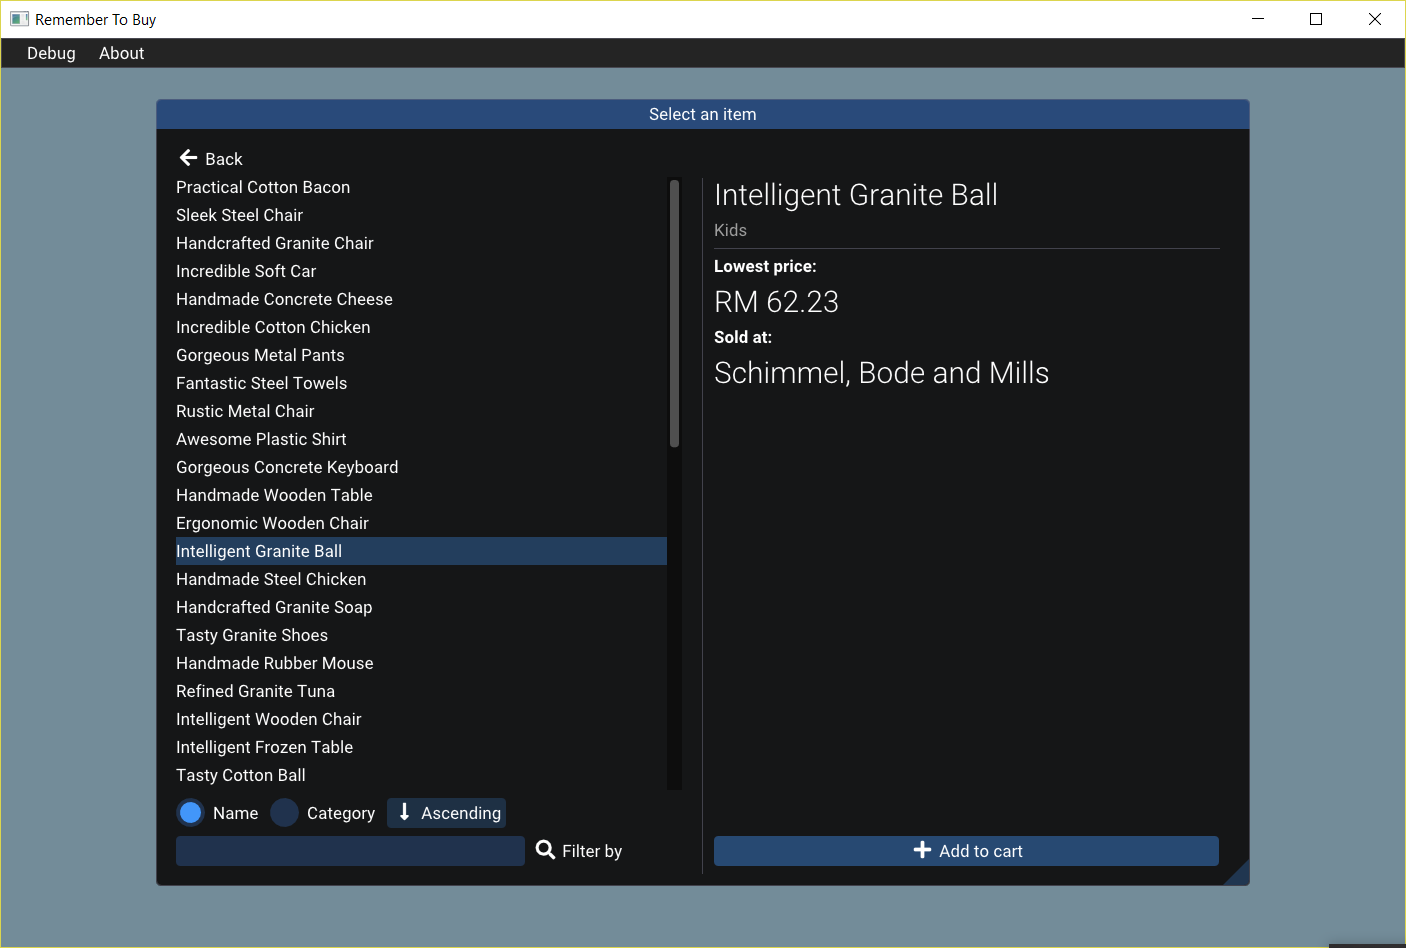 Remember To Buy
Debug About
Select an item
Back
Practical Cotton Bacon
Sleek Steel Chair
Handcrafted Granite Chair
Incredible Soft Car
Handmade Concrete Cheese
Incredible Cotton Chicken
Gorgeous Metal Pants
Fantastic Steel Towels
Rustic Metal Chair
Awesome Plastic Shirt
Gorgeous Concrete Keyboard
Handmade Wooden Table
Ergonomic Wooden Chair
Intelligent Granite Ball
Handmade Steel Chicken
Handcrafted Granite Soap
Tasty Granite Shoes
Handmade Rubber Mouse
Refined Granite Tuna
Intelligent Wooden Chair
Intelligent Frozen Table
Tasty Cotton Ball
Name Category Ascending
Filter by
Intelligent Granite Ball
Kids
Lowest price:
RM 62.23
Sold at:
Schimmel, Bode and Mills
Add to cart